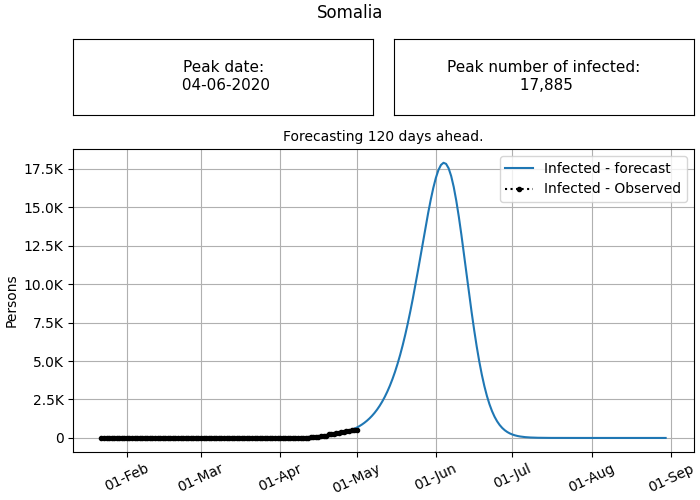 Somalia
Peak date:
04-06-2020
Peak number of infected:
17,885
Forecasting 120 days ahead.
Infected - forecast
Infected - Observed
17.5K
15.0K
12.5K
10.0K
7.5K
5.0K
2.5K
0
Persons
01-Feb
01-Mar
01-Apr
01-May
01-Jun
01-Jul
01-Aug
01-Sep